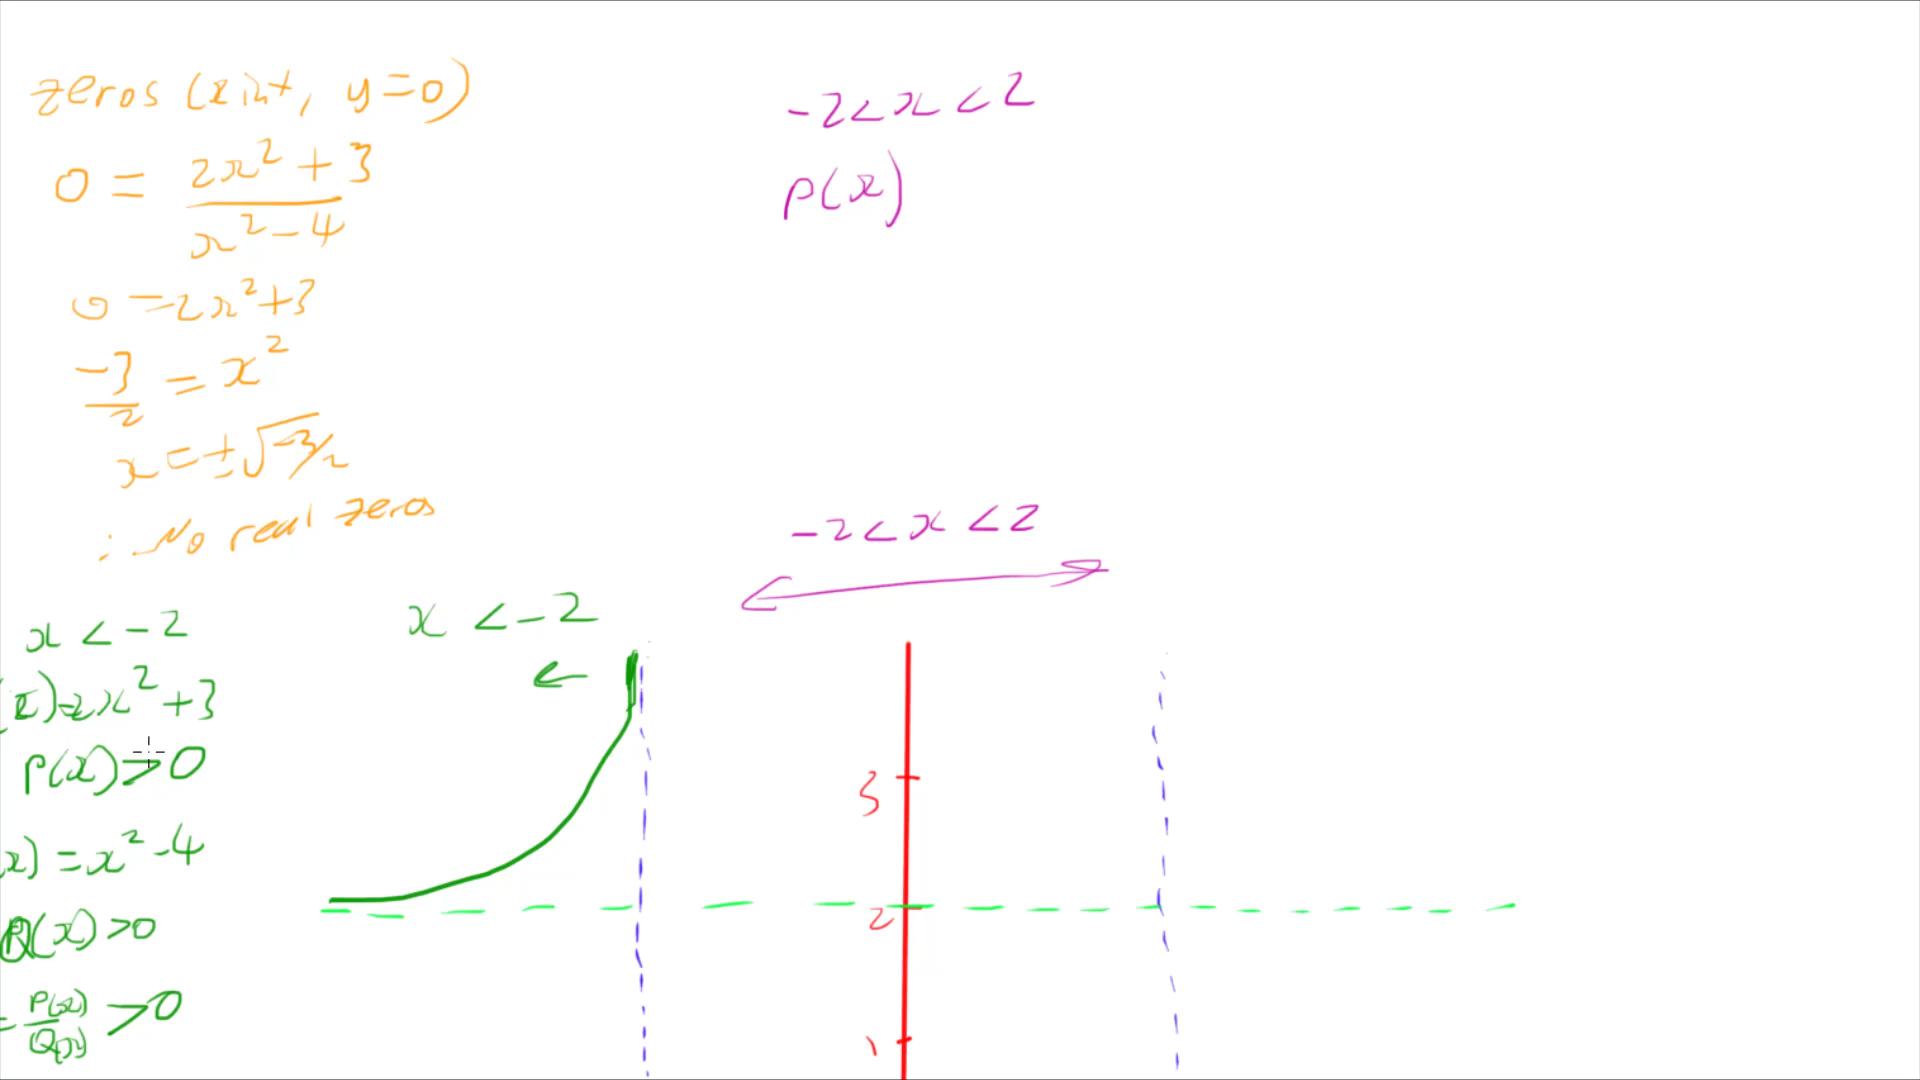 zeros (xint, y=0)
0 = (2x² + 3)/(x² - 4)
0 = 2x² + 3
-3/2 = x²
x = ±√-3/2
∴ No real zeros
x < -2
(x) = 2x² + 3
P(x) > 0
x) = x² - 4
Q(x) > 0
= P(x)/Q(x) > 0
-2 < x < 2
P(x)
-2 < x < 2
x < -2
3
2
1